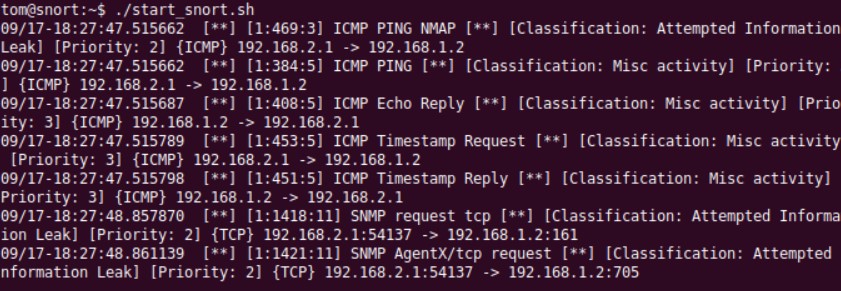 tom@snort:~$ ./start_snort.sh
09/17-18:27:47.515662  [**] [1:469:3] ICMP PING NMAP [**] [Classification: Attempted Information
Leak] [Priority: 2] {ICMP} 192.168.2.1 -> 192.168.1.2
09/17-18:27:47.515662  [**] [1:384:5] ICMP PING [**] [Classification: Misc activity] [Priority:
] {ICMP} 192.168.2.1 -> 192.168.1.2
09/17-18:27:47.515687  [**] [1:408:5] ICMP Echo Reply [**] [Classification: Misc activity] [Prio
ity: 3] {ICMP} 192.168.1.2 -> 192.168.2.1
09/17-18:27:47.515789  [**] [1:453:5] ICMP Timestamp Request [**] [Classification: Misc activity
 [Priority: 3] {ICMP} 192.168.2.1 -> 192.168.1.2
09/17-18:27:47.515798  [**] [1:451:5] ICMP Timestamp Reply [**] [Classification: Misc activity]
Priority: 3] {ICMP} 192.168.1.2 -> 192.168.2.1
09/17-18:27:48.857870  [**] [1:1418:11] SNMP request tcp [**] [Classification: Attempted Informa
ion Leak] [Priority: 2] {TCP} 192.168.2.1:54137 -> 192.168.1.2:161
09/17-18:27:48.861139  [**] [1:1421:11] SNMP AgentX/tcp request [**] [Classification: Attempted
nformation Leak] [Priority: 2] {TCP} 192.168.2.1:54137 -> 192.168.1.2:705